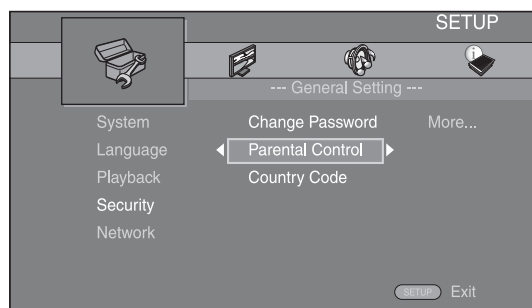 SETUP
--- General Setting ---
System Change Password More...
Language Parental Control
Playback Country Code
Security
Network
SETUP Exit